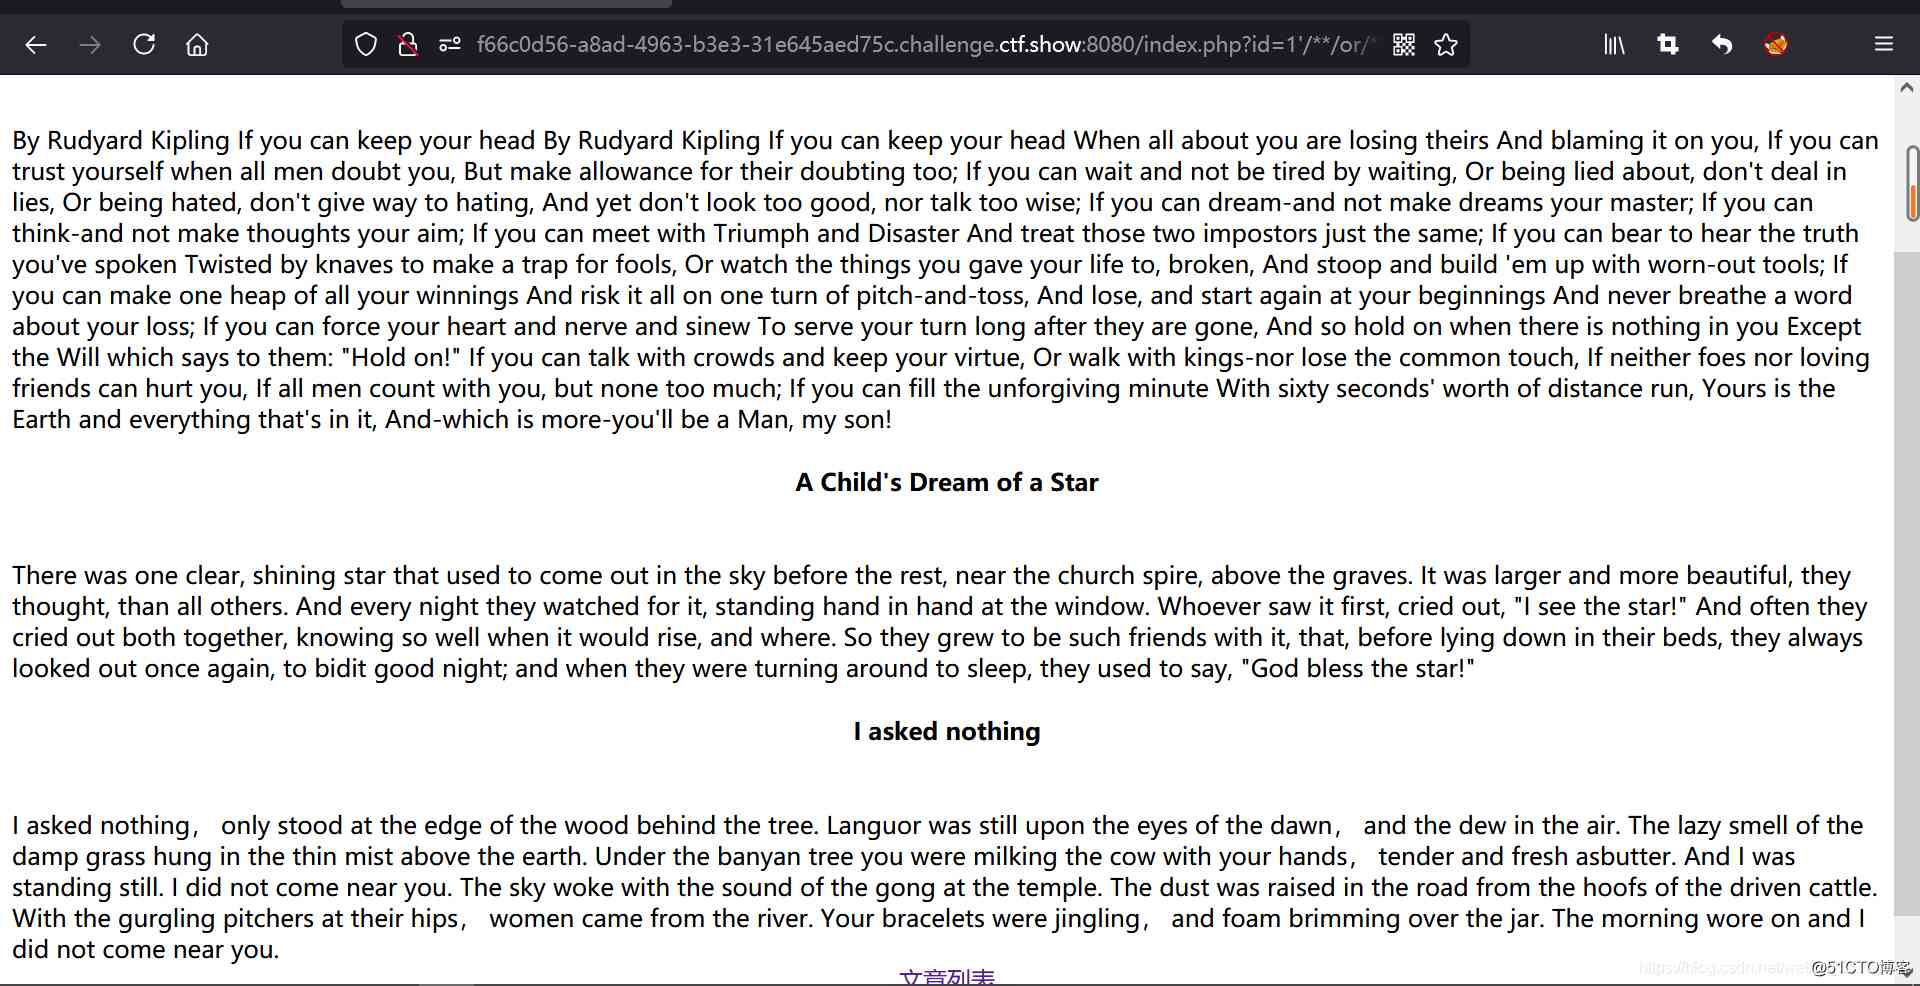 f66c0d56-a8ad-4963-b3e3-31e645aed75c.challenge.ctf.show:8080/index.php?id=1'/**/or/*
By Rudyard Kipling If you can keep your head By Rudyard Kipling If you can keep your head When all about you are losing theirs And blaming it on you, If you can
trust yourself when all men doubt you, But make allowance for their doubting too; If you can wait and not be tired by waiting, Or being lied about, don't deal in
lies, Or being hated, don't give way to hating, And yet don't look too good, nor talk too wise; If you can dream-and not make dreams your master; If you can
think-and not make thoughts your aim; If you can meet with Triumph and Disaster And treat those two impostors just the same; If you can bear to hear the truth
you've spoken Twisted by knaves to make a trap for fools, Or watch the things you gave your life to, broken, And stoop and build 'em up with worn-out tools; If
you can make one heap of all your winnings And risk it all on one turn of pitch-and-toss, And lose, and start again at your beginnings And never breathe a word
about your loss; If you can force your heart and nerve and sinew To serve your turn long after they are gone, And so hold on when there is nothing in you Except
the Will which says to them: "Hold on!" If you can talk with crowds and keep your virtue, Or walk with kings-nor lose the common touch, If neither foes nor loving
friends can hurt you, If all men count with you, but none too much; If you can fill the unforgiving minute With sixty seconds' worth of distance run, Yours is the
Earth and everything that's in it, And-which is more-you'll be a Man, my son!
A Child's Dream of a Star
There was one clear, shining star that used to come out in the sky before the rest, near the church spire, above the graves. It was larger and more beautiful, they
thought, than all others. And every night they watched for it, standing hand in hand at the window. Whoever saw it first, cried out, "I see the star!" And often they
cried out both together, knowing so well when it would rise, and where. So they grew to be such friends with it, that, before lying down in their beds, they always
looked out once again, to bidit good night; and when they were turning around to sleep, they used to say, "God bless the star!"
I asked nothing
I asked nothing， only stood at the edge of the wood behind the tree. Languor was still upon the eyes of the dawn， and the dew in the air. The lazy smell of the
damp grass hung in the thin mist above the earth. Under the banyan tree you were milking the cow with your hands， tender and fresh asbutter. And I was
standing still. I did not come near you. The sky woke with the sound of the gong at the temple. The dust was raised in the road from the hoofs of the driven cattle.
With the gurgling pitchers at their hips， women came from the river. Your bracelets were jingling， and foam brimming over the jar. The morning wore on and I
did not come near you.
文章列表
@51CTO博客